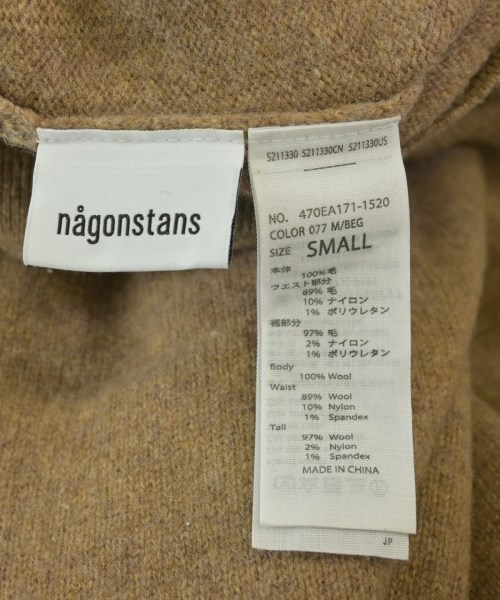 någonstans
S211330 S211330CN S211330US
NO. 470EA171-1520
COLOR 077 M/BEG
SIZE SMALL
本体
100% 毛
ウエスト部分
89% 毛
10% ナイロン
1% ポリウレタン
裾部分
97% 毛
2% ナイロン
1% ポリウレタン
Body
100% Wool
Waist
89% Wool
10% Nylon
1% Spandex
Tail
97% Wool
2% Nylon
1% Spandex
MADE IN CHINA
JP